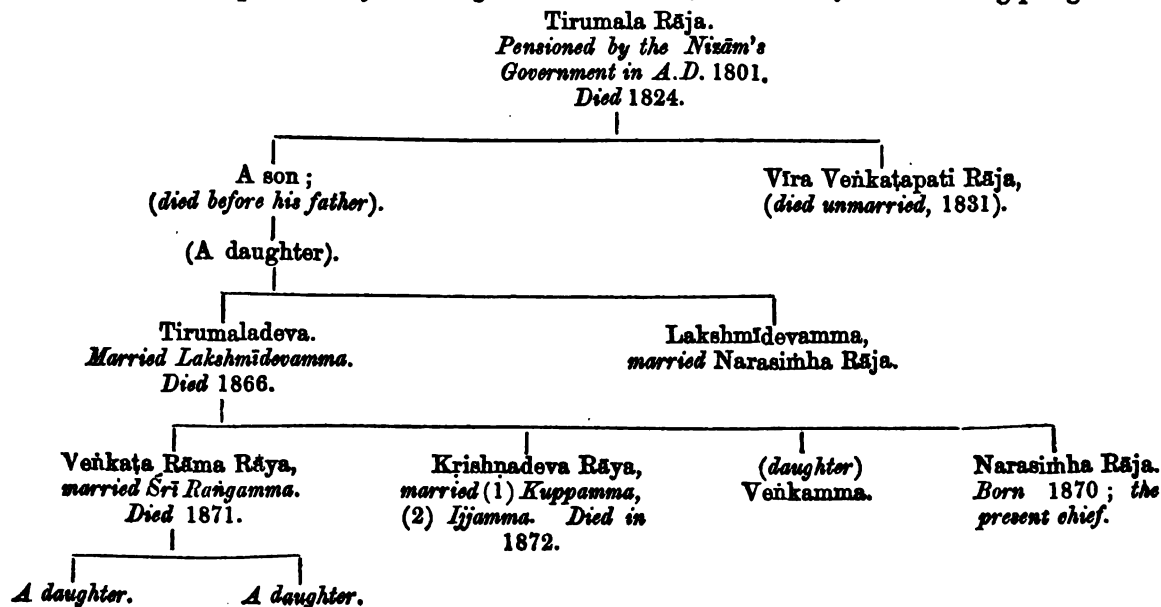 Tirumala Rāja.
Pensioned by the Nizām's
Government in A.D. 1801.
Died 1824.
A son ;
(died before his father).
Vīra Veṅkaṭapati Rāja,
(died unmarried, 1831).
(A daughter).
Tirumaladeva.
Married Lakshmīdevamma.
Died 1866.
Lakshmīdevamma,
married Narasiṁha Rāja.
Veṅkaṭa Rāma Rāya,
married Śrī Raṅgamma.
Died 1871.
Kṛishṇadeva Rāya,
married (1) Kuppamma,
(2) Ijjamma. Died in
1872.
(daughter)
Veṅkamma.
Narasiṁha Rāja.
Born 1870 ; the
present chief.
A daughter. A daughter.